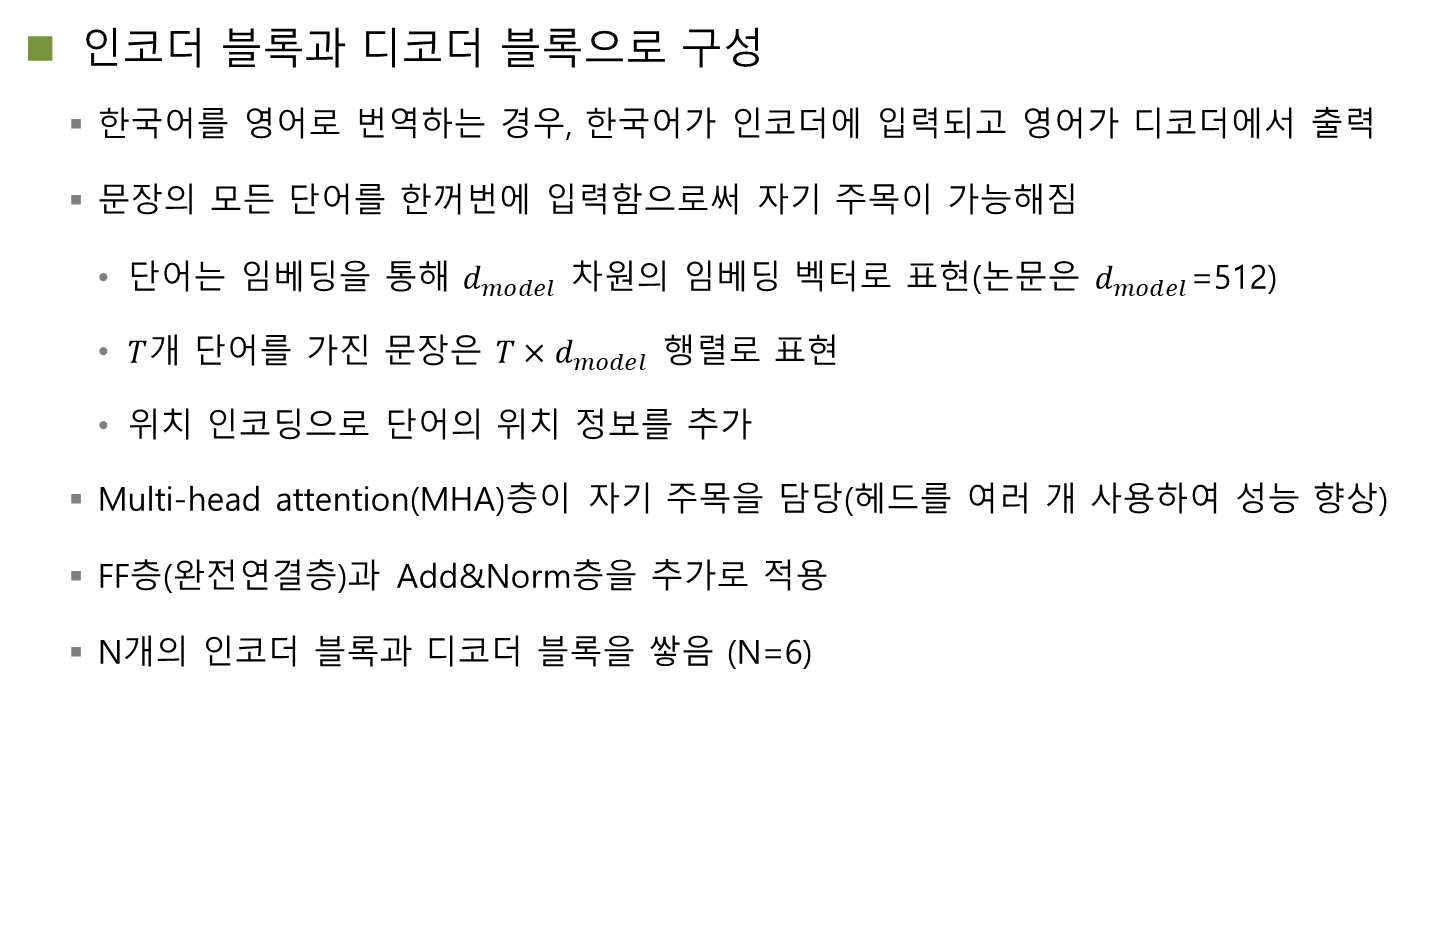 ■ 인코더 블록과 디코더 블록으로 구성
▪ 한국어를 영어로 번역하는 경우, 한국어가 인코더에 입력되고 영어가 디코더에서 출력
▪ 문장의 모든 단어를 한꺼번에 입력함으로써 자기 주목이 가능해짐
• 단어는 임베딩을 통해 $d_{model}$ 차원의 임베딩 벡터로 표현(논문은 $d_{model}$=512)
• $T$개 단어를 가진 문장은 $T \times d_{model}$ 행렬로 표현
• 위치 인코딩으로 단어의 위치 정보를 추가
▪ Multi-head attention(MHA)층이 자기 주목을 담당(헤드를 여러 개 사용하여 성능 향상)
▪ FF층(완전연결층)과 Add&Norm층을 추가로 적용
▪ N개의 인코더 블록과 디코더 블록을 쌓음 (N=6)